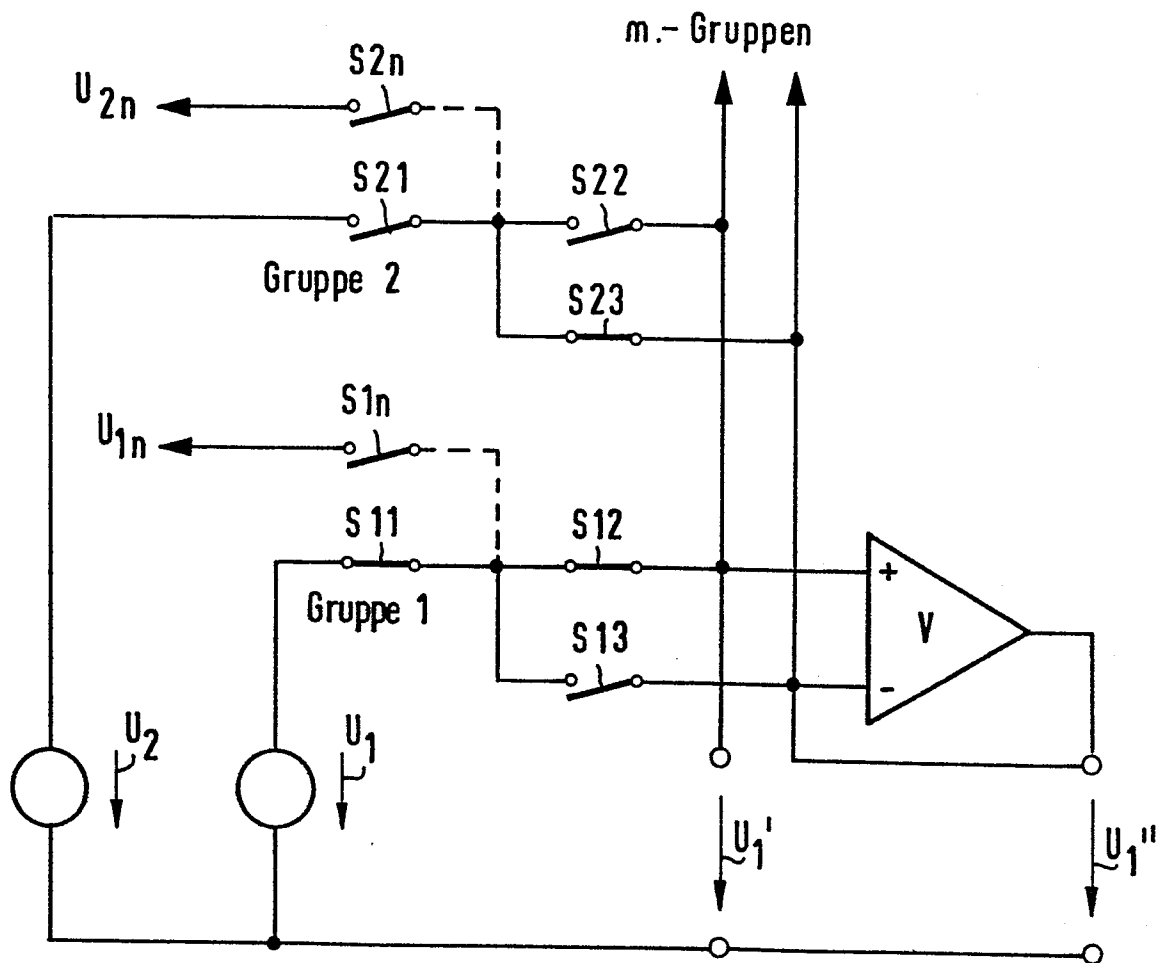 m.- Gruppen
S2n
U2n
S21
S22
Gruppe 2
S23
S1n
U1n
S11
S12
Gruppe 1
+
V
S13
-
U2
U1
U1'
U1"